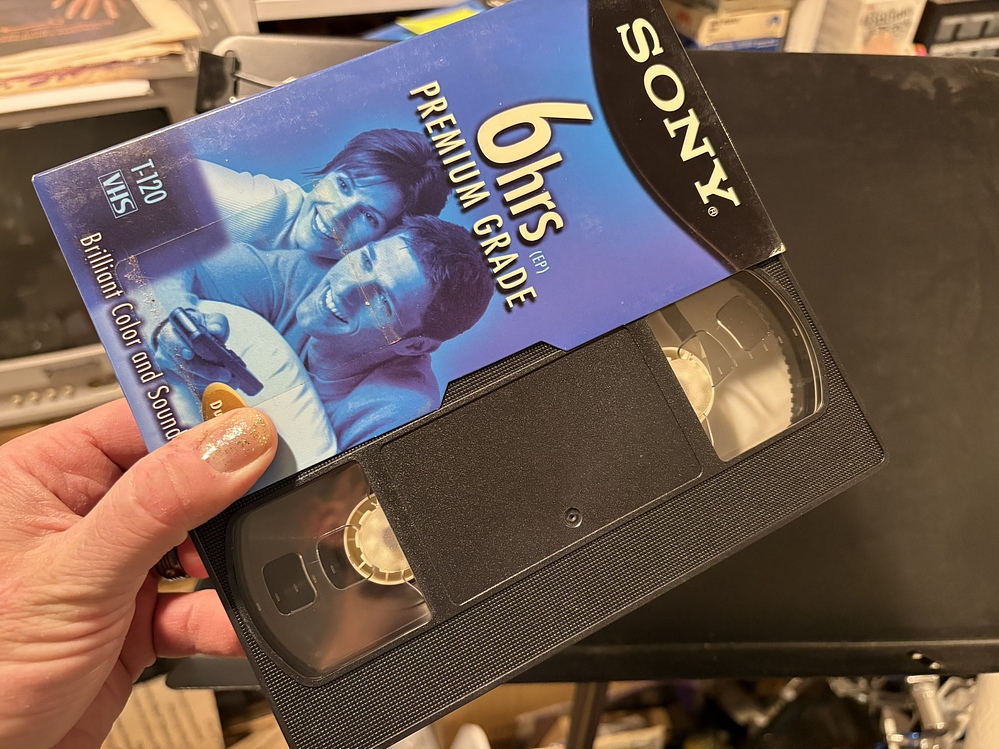 SONY®
6hrs (EP)
PREMIUM GRADE
T-120
VHS
Brilliant Color and Sound